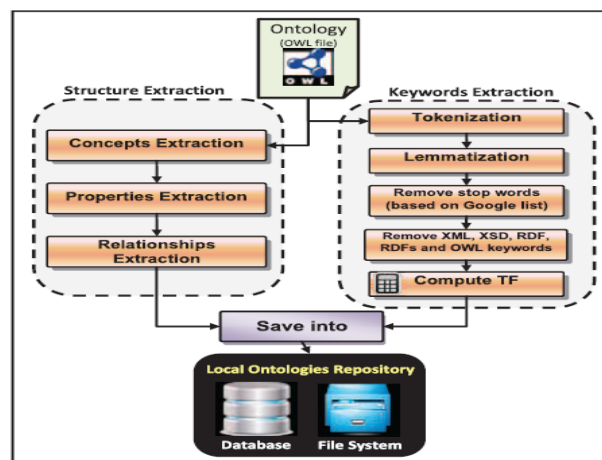 Ontology
(OWL file)
OWL
Structure Extraction
Concepts Extraction
Properties Extraction
Relationships
Extraction
Keywords Extraction
Tokenization
Lemmatization
Remove stop words
(based on Google list)
Remove XML, XSD, RDF,
RDFs and OWL keywords
Compute TF
Save into
Local Ontologies Repository
Database
File System